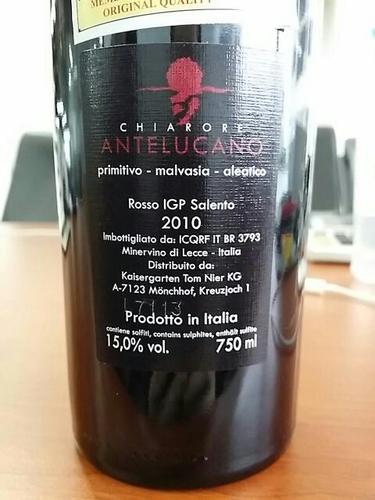 ORIGINAL QUALITY
CHIARORE
ANTELUCANO
primitivo - malvasia - aleatico
Rosso IGP Salento
2010
Imbottigliato da: ICQRF IT BR 3793
Minervino di Lecce - Italia
Distribuito da:
Kaisergarten Tom Nier KG
A-7123 Mönchhof, Kreuzjoch 1
L7113
Prodotto in Italia
contiene solfiti, contains sulphites, enthält sulfite
15,0% vol. 750 ml